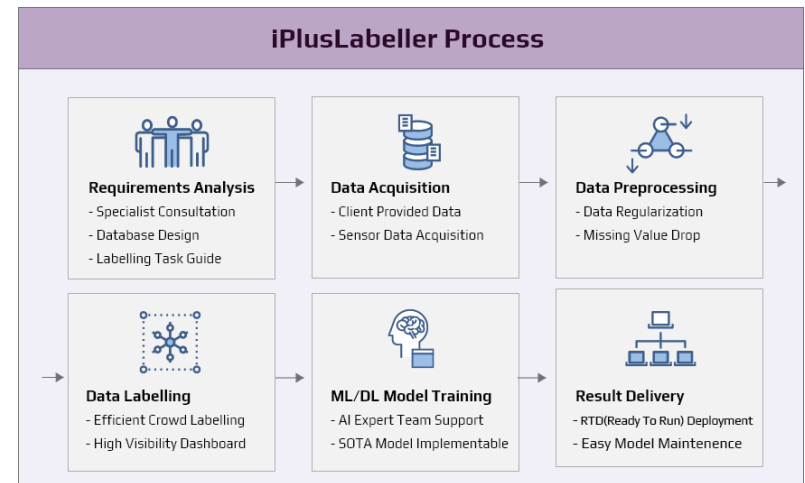 iPlusLabeller Process
Requirements Analysis
- Specialist Consultation
- Database Design
- Labelling Task Guide
Data Acquisition
- Client Provided Data
- Sensor Data Acquisition
Data Preprocessing
- Data Regularization
- Missing Value Drop
Data Labelling
- Efficient Crowd Labelling
- High Visibility Dashboard
ML/DL Model Training
- AI Expert Team Support
- SOTA Model Implementable
Result Delivery
- RTD(Ready To Run) Deployment
- Easy Model Maintenence